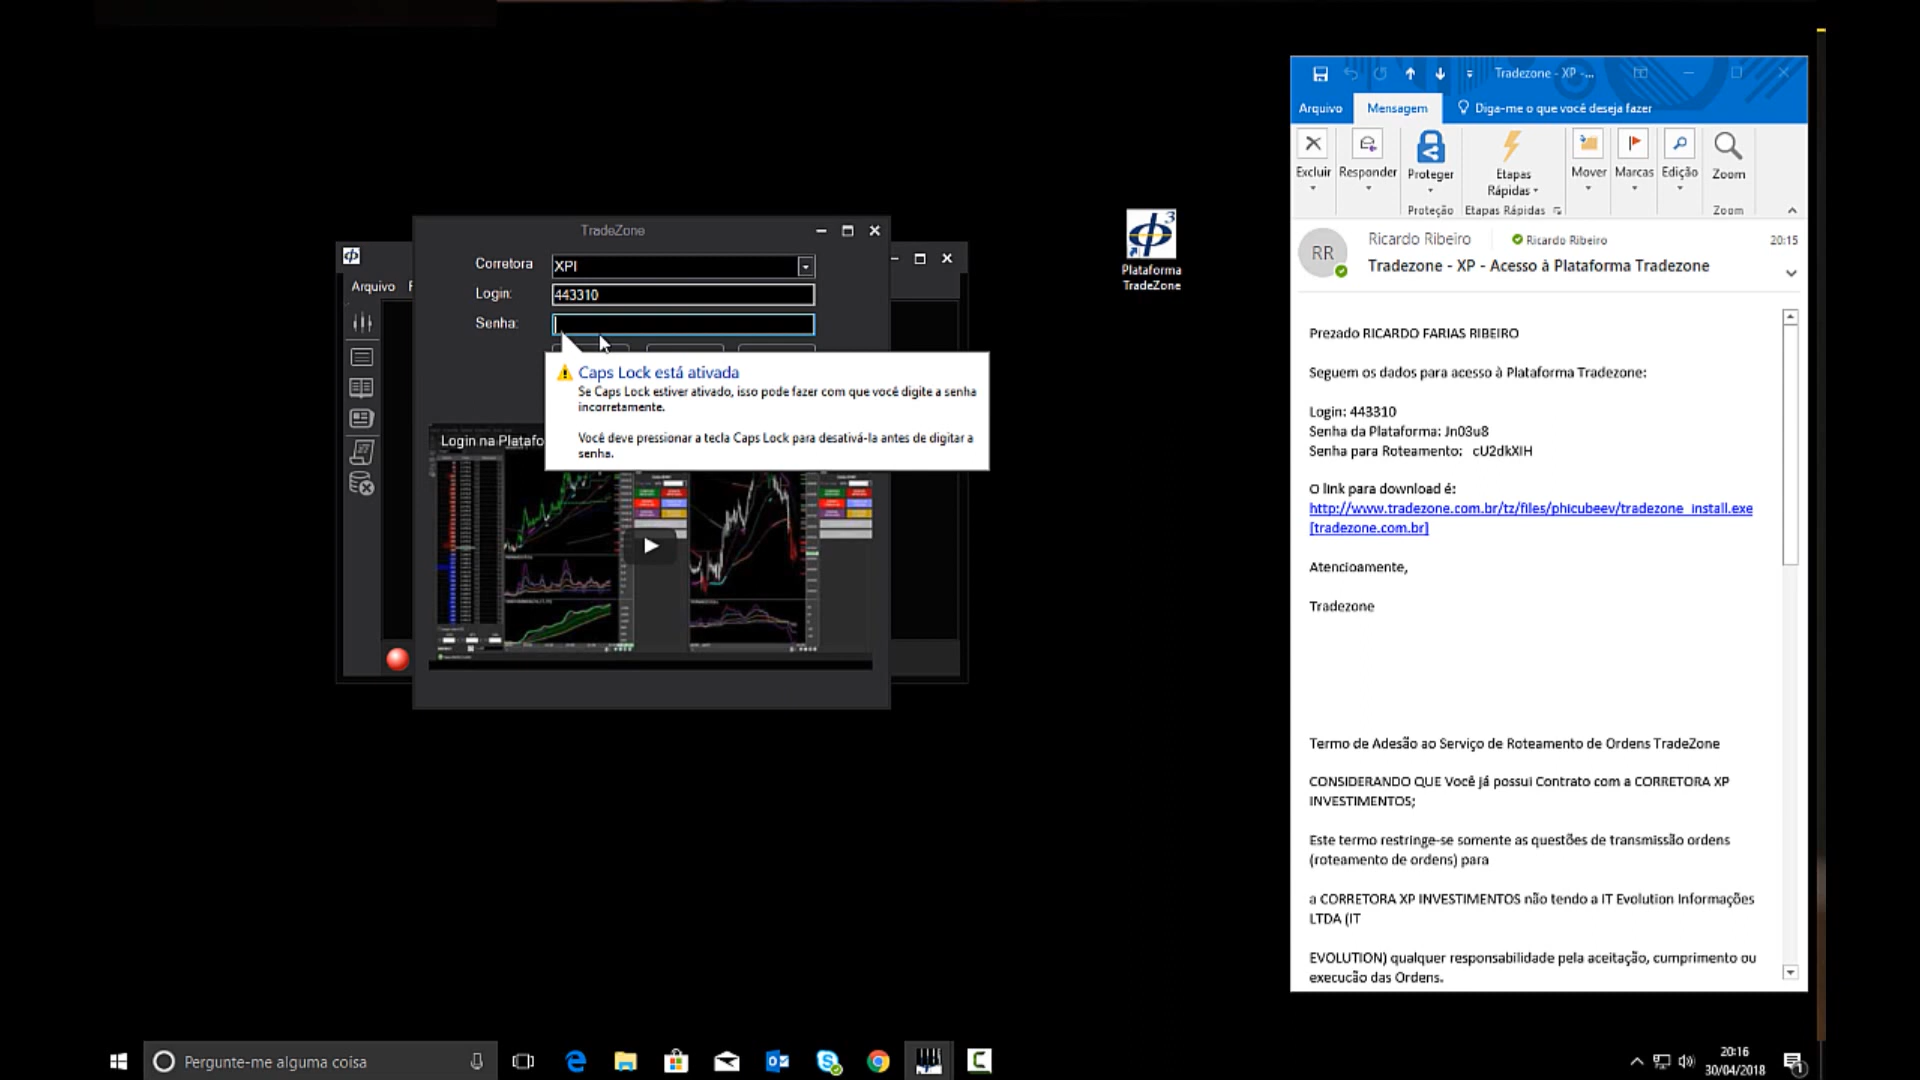 TradeZone
Corretora
XPI
Login:
443310
Senha:
Arquivo
Caps Lock está ativada
Se Caps Lock estiver ativado, isso pode fazer com que você digite a senha
incorretamente.
Você deve pressionar a tecla Caps Lock para desativá-la antes de digitar a
senha.
Login na Platafo
Plataforma
TradeZone
Tradezone - XP -...
Arquivo
Mensagem
Diga-me o que você deseja fazer
Excluir
Responder
Proteger
Etapas
Rápidas
Mover
Marcas
Edição
Zoom
Proteção
Etapas Rápidas
Zoom
RR
Ricardo Ribeiro
Ricardo Ribeiro
20:15
Tradezone - XP - Acesso à Plataforma Tradezone
Prezado RICARDO FARIAS RIBEIRO
Seguem os dados para acesso à Plataforma Tradezone:
Login: 443310
Senha da Plataforma: Jn03u8
Senha para Roteamento: cU2dkXIH
O link para download é:
http://www.tradezone.com.br/tz/files/phicubeev/tradezone_install.exe
[tradezone.com.br]
Atencioamente,
Tradezone
Termo de Adesão ao Serviço de Roteamento de Ordens TradeZone
CONSIDERANDO QUE Você já possui Contrato com a CORRETORA XP
INVESTIMENTOS;
Este termo restringe-se somente as questões de transmissão ordens
(roteamento de ordens) para
a CORRETORA XP INVESTIMENTOS não tendo a IT Evolution Informações
LTDA (IT
EVOLUTION) qualquer responsabilidade pela aceitação, cumprimento ou
execução das Ordens.
Pergunte-me alguma coisa
20:16
30/04/2018
1